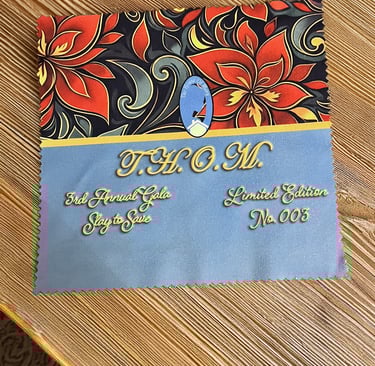 T.H.O.M.
3rd Annual Gala
Slay to Save
Limited Edition
No. 003